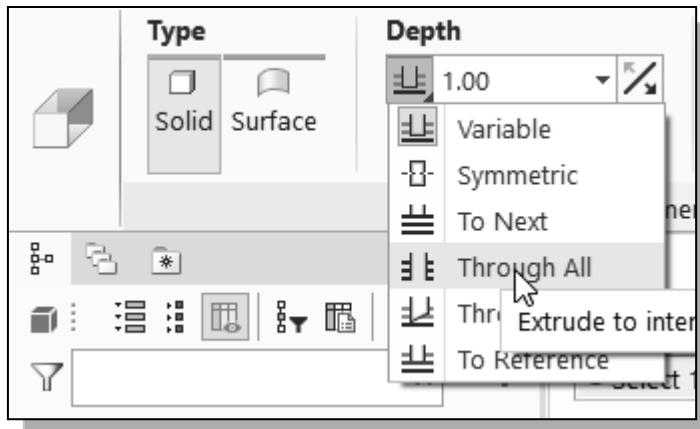 Type
Depth
1.00
Solid
Surface
Variable
Symmetric
To Next
Through All
Extrude to inter
To Reference